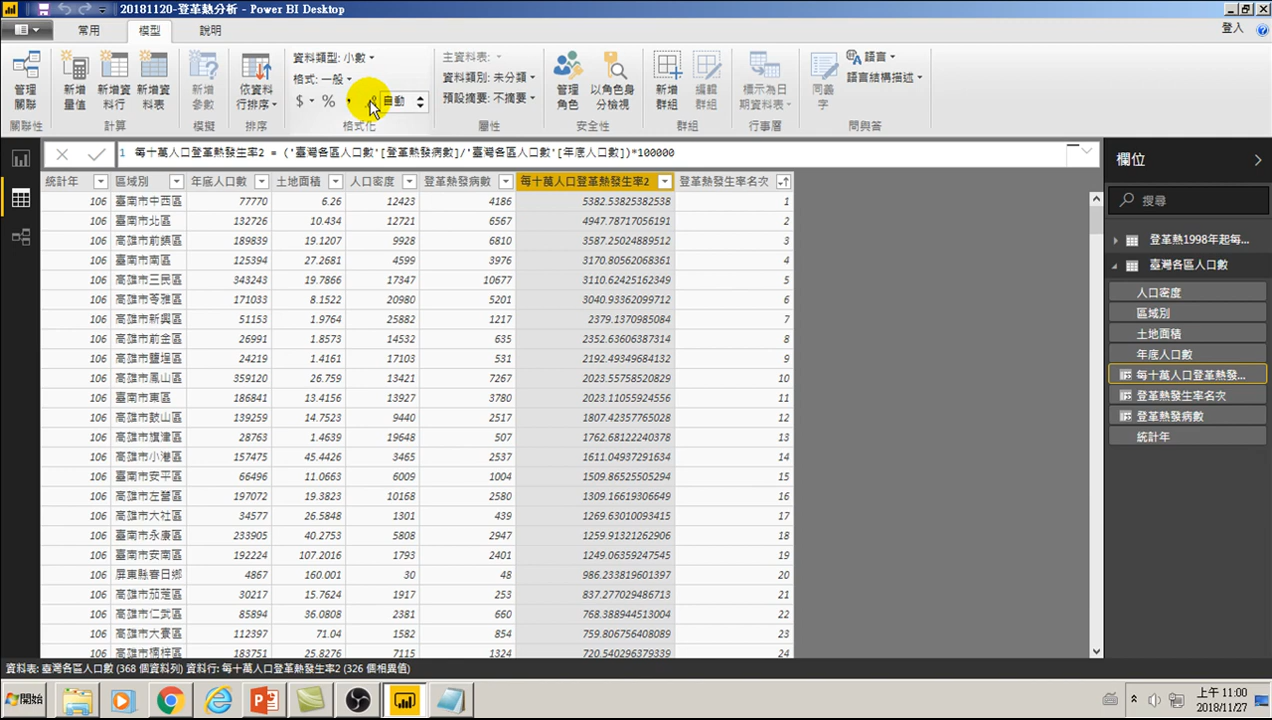 20181120-登革熱分析 - Power BI Desktop
常用 模型 說明 登入
管理關聯 新增量值 新增資料行 新增資料表 新增參數 依資料行排序
資料類型: 小數 格式: 一般 $ % , 自動
主資料表: 資料類別: 未分類 預設摘要: 不摘要
管理角色 以角色身分檢視 新增群組 編輯群組 標示為日期資料表 同義字 語言 語言結構描述
關聯性 計算 模擬 排序 格式化 屬性 安全性 群組 行事曆 問與答
1 每十萬人口登革熱發生率2 = ('臺灣各區人口數'[登革熱發病數]/'臺灣各區人口數'[年底人口數])*100000
統計年 區域別 年底人口數 土地面積 人口密度 登革熱發病數 每十萬人口登革熱發生率2 登革熱發生率名次
106 臺南市中西區 77770 6.26 12423 4186 5382.53825382538 1
106 臺南市北區 132726 10.434 12721 6567 4947.78717056191 2
106 高雄市前鎮區 189839 19.1207 9928 6810 3587.25024889512 3
106 臺南市南區 125394 27.2681 4599 3976 3170.80562068361 4
106 高雄市三民區 343243 19.7866 17347 10677 3110.62425162349 5
106 高雄市苓雅區 171033 8.1522 20980 5201 3040.93362099712 6
106 高雄市新興區 51153 1.9764 25882 1217 2379.1370985084 7
106 高雄市前金區 26991 1.8573 14532 635 2352.63606387314 8
106 高雄市鹽埕區 24219 1.4161 17103 531 2192.49349684132 9
106 高雄市鳳山區 359120 26.759 13421 7267 2023.55758520829 10
106 臺南市東區 186841 13.4156 13927 3780 2023.11055924556 11
106 高雄市鼓山區 139259 14.7523 9440 2517 1807.42357765028 12
106 高雄市旗津區 28763 1.4639 19648 507 1762.68122240378 13
106 高雄市小港區 157475 45.4426 3465 2537 1611.04937291634 14
106 臺南市安平區 66496 11.0663 6009 1004 1509.86525505294 15
106 高雄市左營區 197072 19.3823 10168 2580 1309.16619306649 16
106 高雄市大社區 34577 26.5848 1301 439 1269.63010093415 17
106 臺南市永康區 233905 40.2753 5808 2947 1259.91321262906 18
106 臺南市安南區 192224 107.2016 1793 2401 1249.06359247545 19
106 屏東縣春日鄉 4867 160.001 30 48 986.233819601397 20
106 高雄市茄萣區 30217 15.7624 1917 253 837.277029486713 21
106 高雄市仁武區 85894 36.0808 2381 660 768.388944513004 22
106 高雄市大寮區 112397 71.04 1582 854 759.806756408089 23
106 高雄市楠梓區 183751 25.8276 7115 1324 720.540296379339 24
欄位
搜尋
登革熱1998年起每...
臺灣各區人口數
人口密度
區域別
土地面積
年底人口數
每十萬人口登革熱發...
登革熱發生率名次
登革熱發病數
統計年
資料表: 臺灣各區人口數 (368 個資料列) 資料行: 每十萬人口登革熱發生率2 (326 個相異值)
開始
上午 11:00
2018/11/27